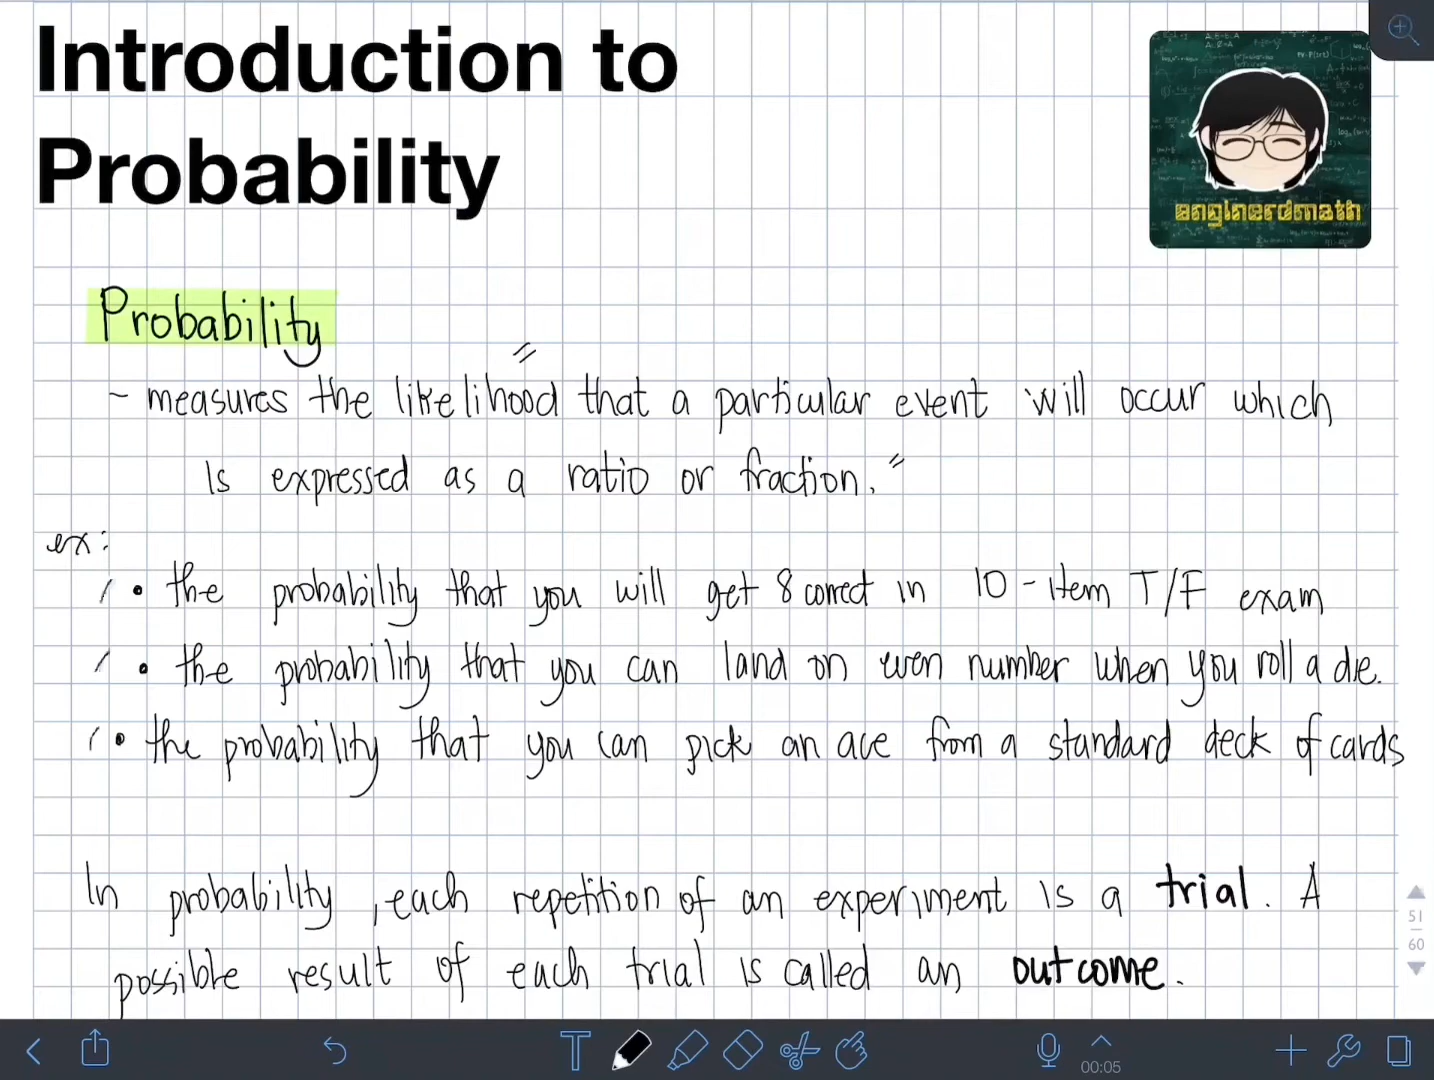 Introduction to
Probability
enginerdmath
Probability
- measures the likelihood that a particular event will occur which
is expressed as a ratio or fraction."
ex:
• the probability that you will get 8 correct in 10-item T/F exam
• the probability that you can land on even number when you roll a die.
• the probability that you can pick an ace from a standard deck of cards
In probability, each repetition of an experiment is a trial. A
possible result of each trial is called an outcome.
51
60
T
00:05